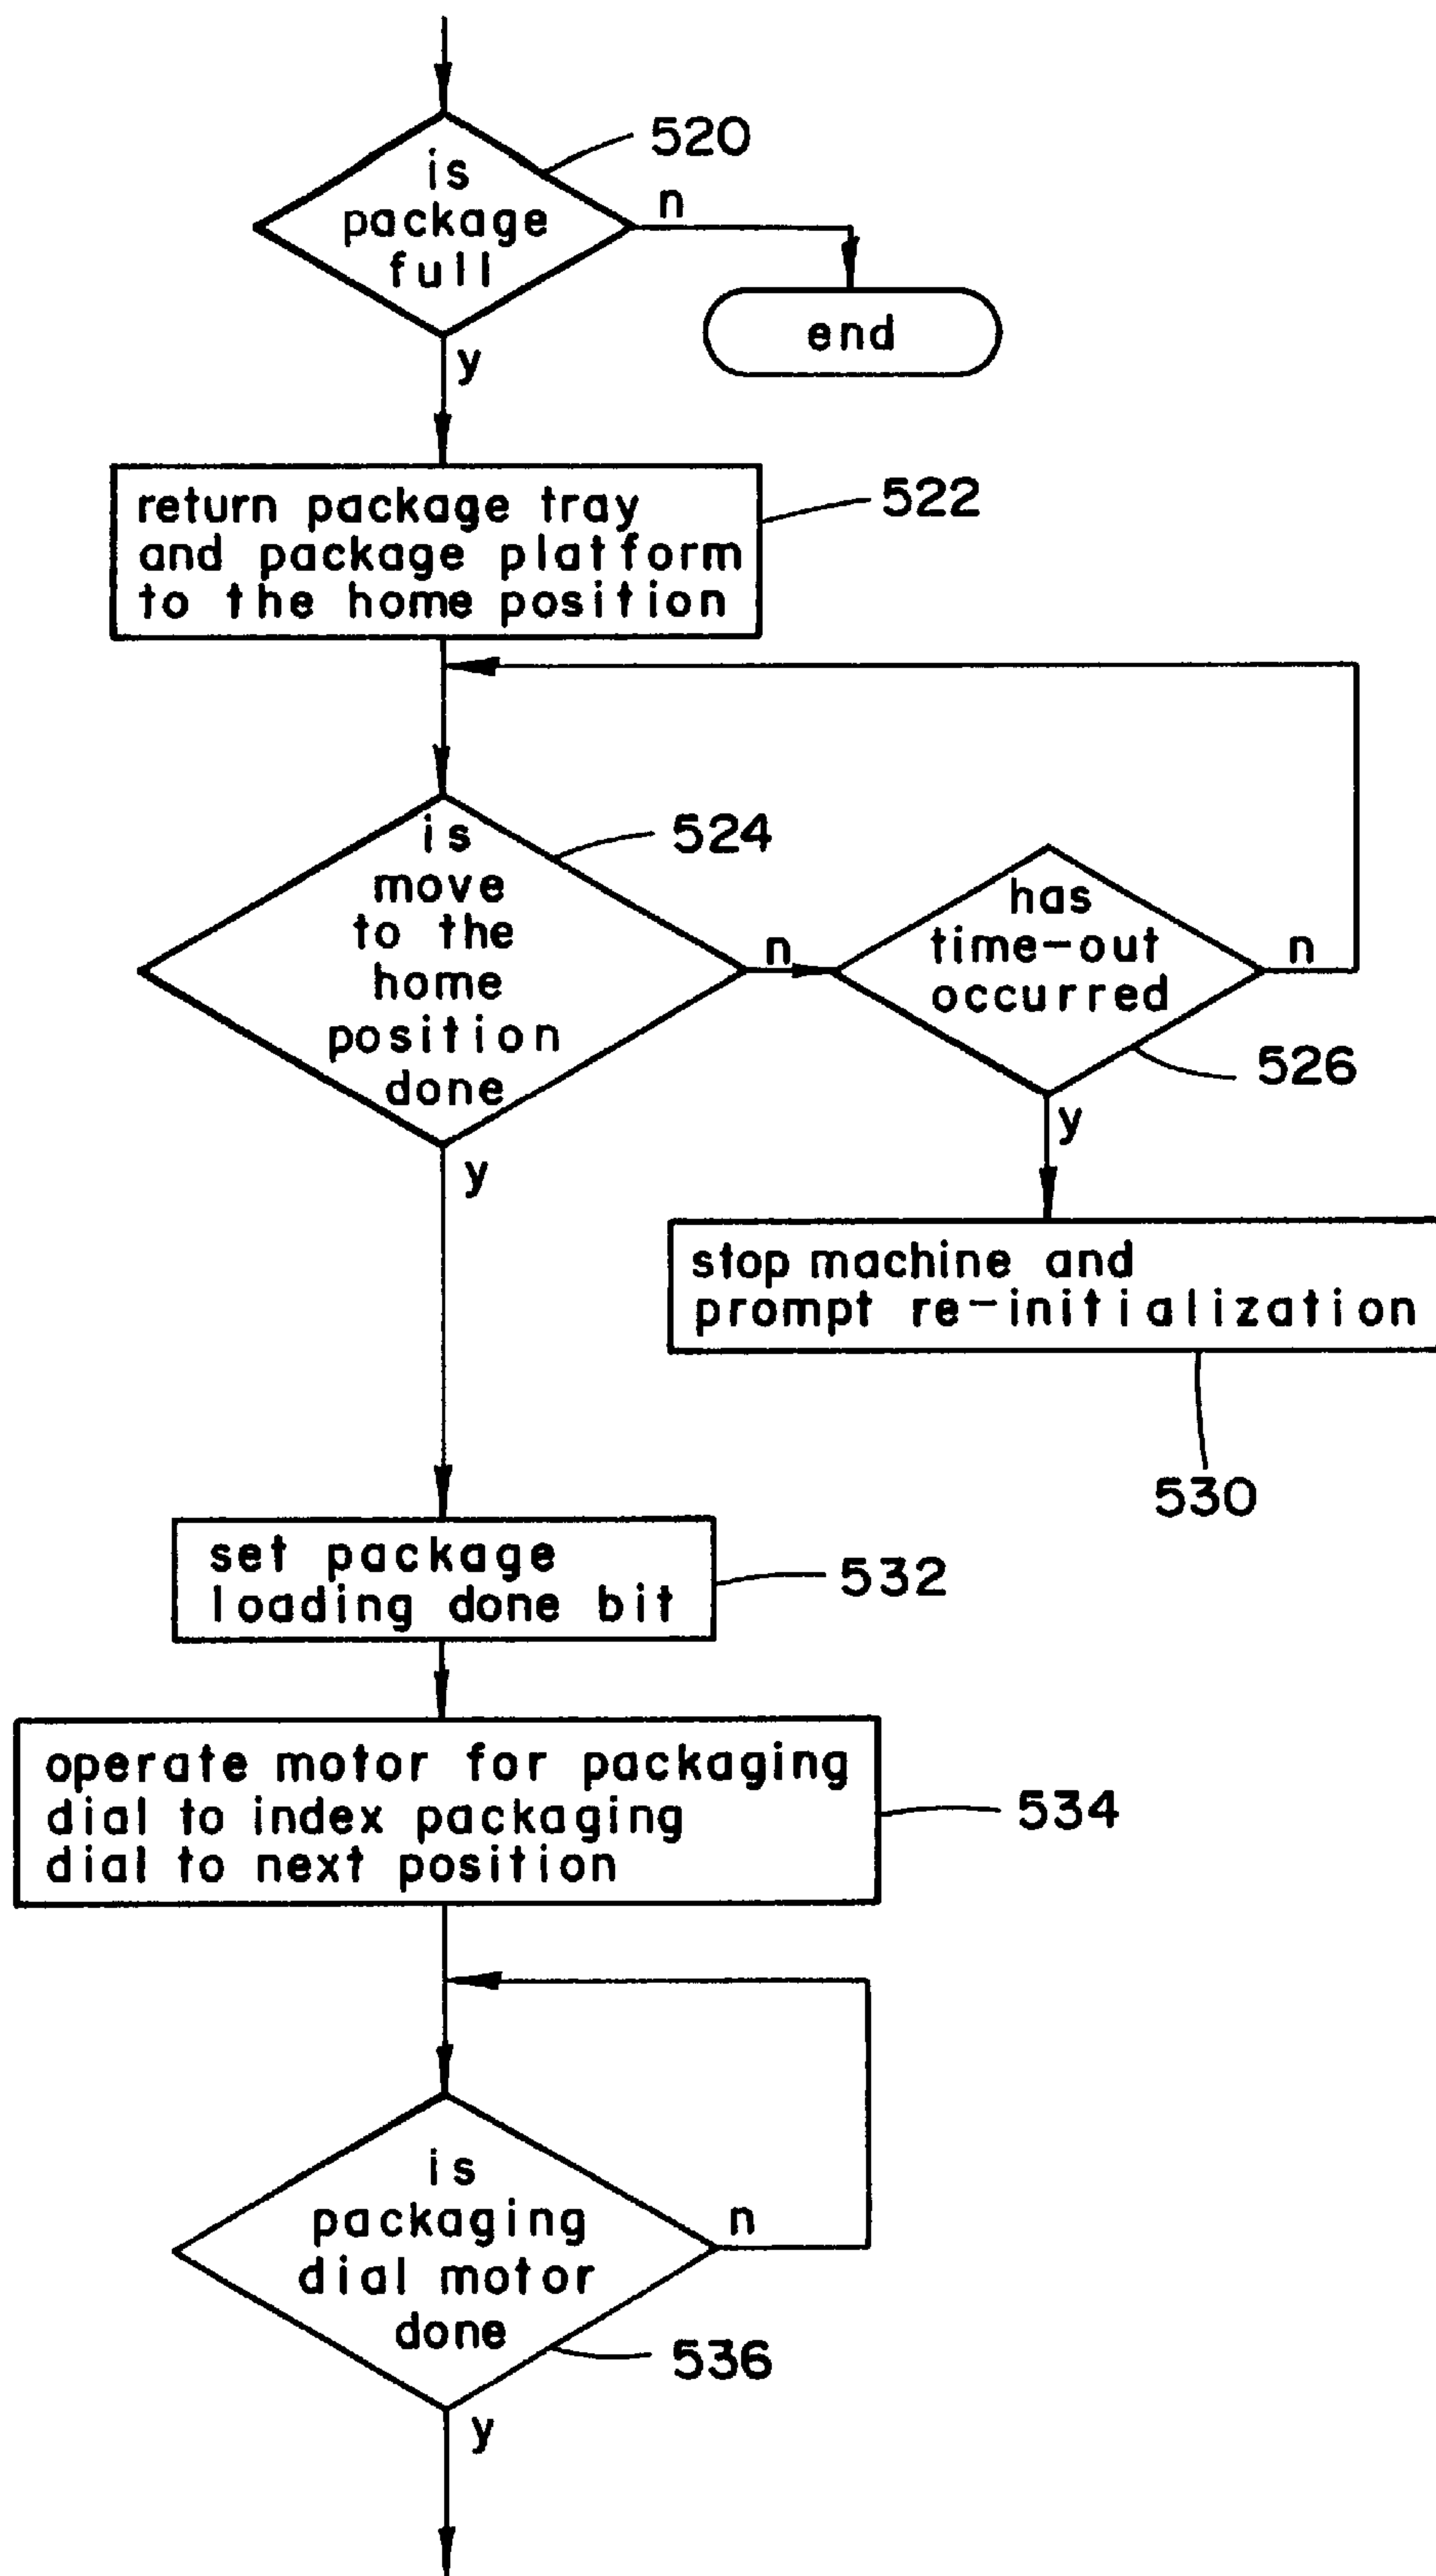 520
is
package
full
n
end
y
return package tray
and package platform
to the home position
522
is
move
to the
home
position
done
524
n
has
time-out
occurred
n
526
y
y
stop machine and
prompt re-initialization
530
set package
loading done bit
532
operate motor for packaging
dial to index packaging
dial to next position
534
is
packaging
dial motor
done
n
536
y